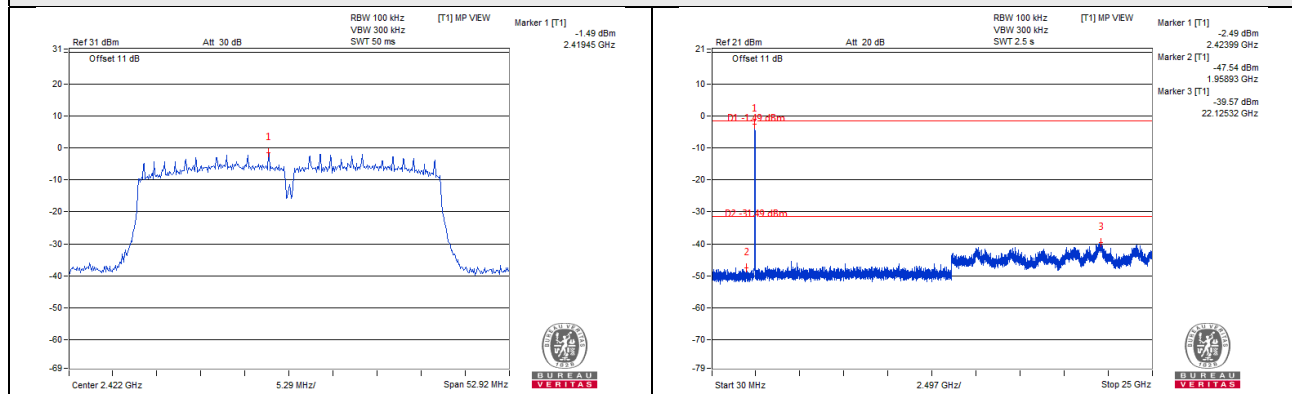 RBW 100 kHz
VBW 300 kHz
SWT 50 ms
[T1] MP VIEW
Marker 1 [T1]
-1.49 dBm
2.41945 GHz
Ref 31 dBm
Att 30 dB
Offset 11 dB
31
20
10
0
-10
-20
-30
-40
-50
-60
-69
1
Center 2.422 GHz
5.29 MHz/
Span 52.92 MHz
BUREAU VERITAS
1828
BUREAU
VERITAS
RBW 100 kHz
VBW 300 kHz
SWT 2.5 s
[T1] MP VIEW
Marker 1 [T1]
-2.49 dBm
2.42399 GHz
Marker 2 [T1]
-47.54 dBm
1.95893 GHz
Marker 3 [T1]
-39.57 dBm
22.12532 GHz
Ref 21 dBm
Att 20 dB
Offset 11 dB
21
10
0
-10
-20
-30
-40
-50
-60
-70
-79
1
D1 -1.49 dBm
D2 -31.49 dBm
2
3
Start 30 MHz
2.497 GHz/
Stop 25 GHz
BUREAU VERITAS
1828
BUREAU
VERITAS